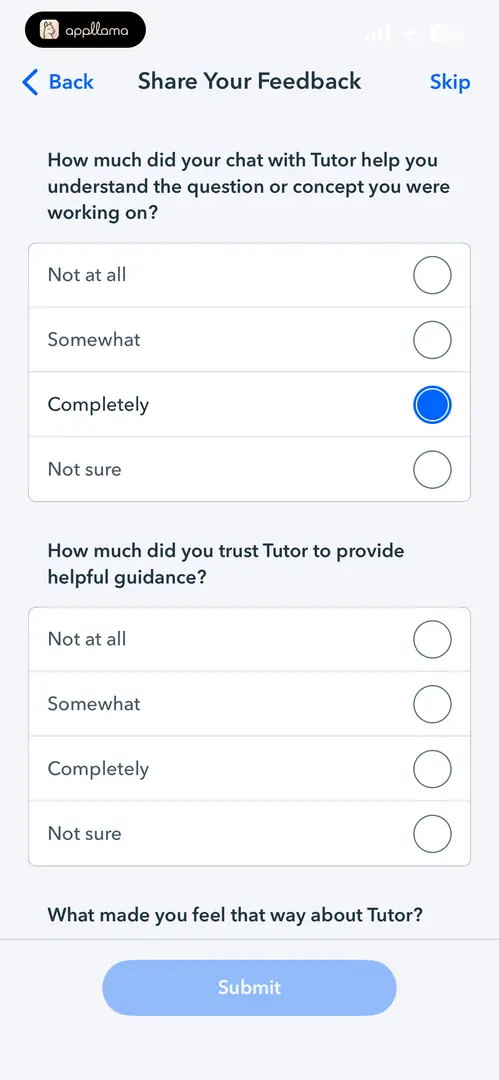 appllama
Back
Share Your Feedback
Skip
How much did your chat with Tutor help you
understand the question or concept you were
working on?
Not at all
Somewhat
Completely
Not sure
How much did you trust Tutor to provide
helpful guidance?
Not at all
Somewhat
Completely
Not sure
What made you feel that way about Tutor?
Submit